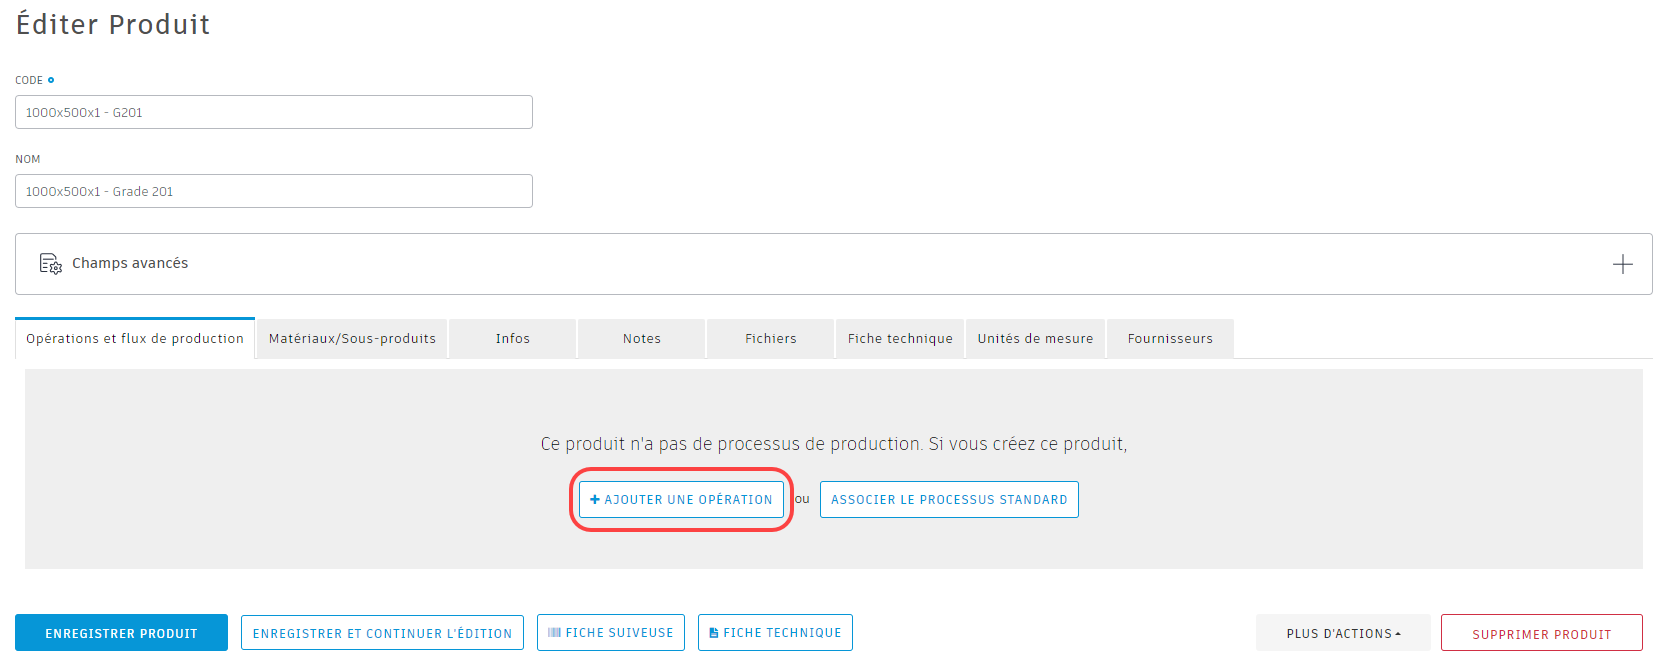 Éditer Produit
CODE
1000x500x1 - G201
NOM
1000x500x1 - Grade 201
Champs avancés
Opérations et flux de production
Matériaux/Sous-produits
Infos
Notes
Fichiers
Fiche technique
Unités de mesure
Fournisseurs
Ce produit n'a pas de processus de production. Si vous créez ce produit,
+ AJOUTER UNE OPÉRATION
ou
ASSOCIER LE PROCESSUS STANDARD
ENREGISTRER PRODUIT
ENREGISTRER ET CONTINUER L'ÉDITION
FICHE SUIVEUSE
FICHE TECHNIQUE
PLUS D'ACTIONS
SUPPRIMER PRODUIT